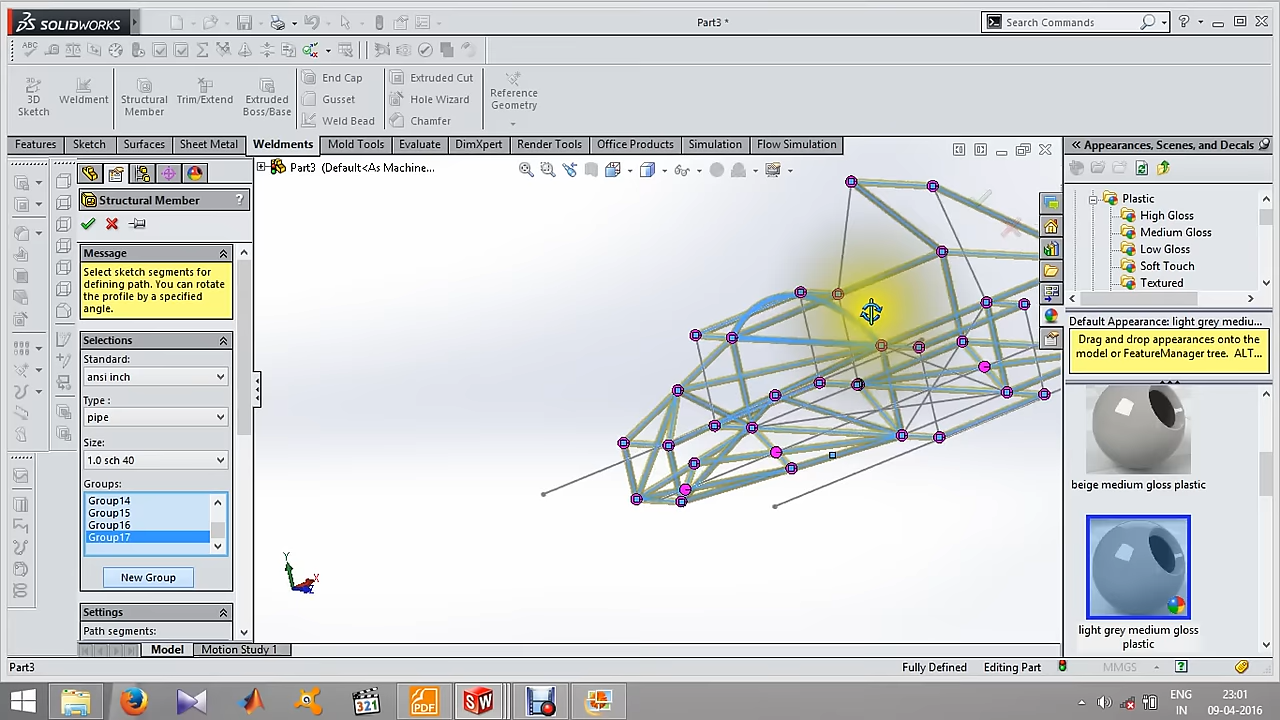 SOLIDWORKS
Part3 *
Search Commands
?
ABC
3D Sketch
Weldment
Structural Member
Trim/Extend
Extruded Boss/Base
End Cap
Gusset
Weld Bead
Extruded Cut
Hole Wizard
Chamfer
Reference Geometry
Features
Sketch
Surfaces
Sheet Metal
Weldments
Mold Tools
Evaluate
DimXpert
Render Tools
Office Products
Simulation
Flow Simulation
Part3 (Default<As Machine...
Structural Member
?
Message
Select sketch segments for
defining path. You can rotate
the profile by a specified
angle.
Selections
Standard:
ansi inch
Type :
pipe
Size:
1.0 sch 40
Groups:
Group14
Group15
Group16
Group17
New Group
Settings
Path segments:
Y
X
Z
Appearances, Scenes, and Decals
Plastic
High Gloss
Medium Gloss
Low Gloss
Soft Touch
Textured
Default Appearance: light grey mediu...
Drag and drop appearances onto the
model or FeatureManager tree. ALT...
beige medium gloss plastic
light grey medium gloss
plastic
Model
Motion Study 1
Part3
Fully Defined
Editing Part
MMGS
?
321
PDF
SW
ENG
IN
23:01
09-04-2016